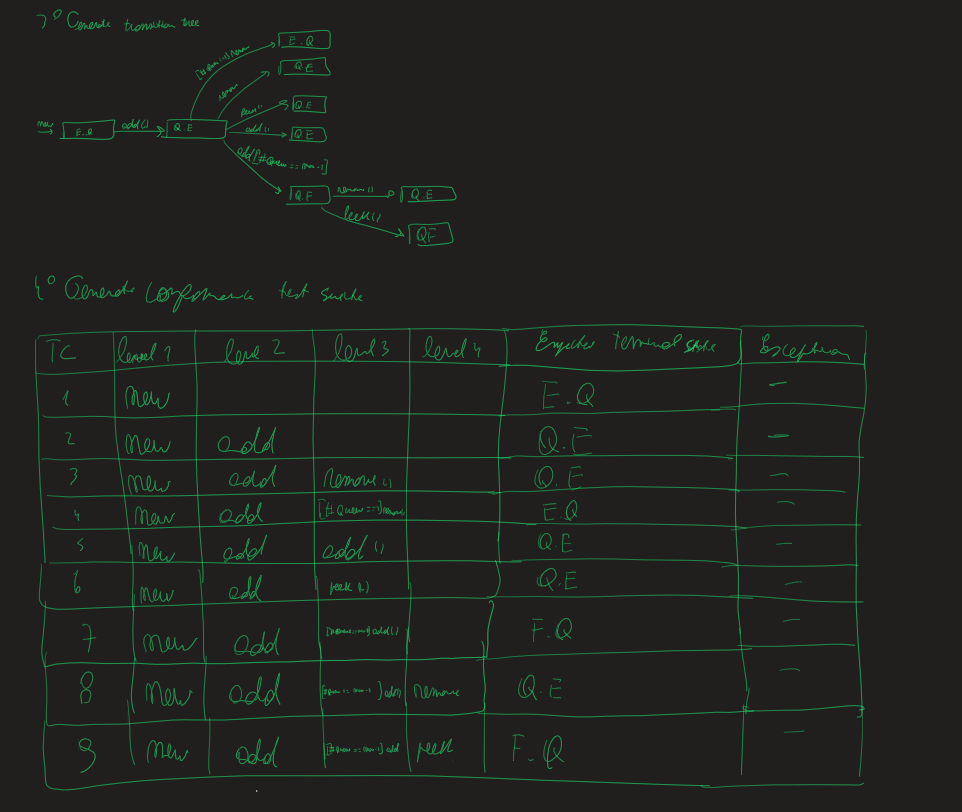 3º Generate transition tree
E.Q
[#Queue==1] remove
Q.E
remove
Q.E
peek()
new
E.Q
add()
Q.E
add()
Q.E
add[#Queue==max-1]
Q.F
remove()
Q.E
peek()
QF
4º Generate conformance test suite
TC level 1 level 2 level 3 level 4 Expected terminal state Exception
1 new E.Q -
2 new add Q.E -
3 new add remove() Q.E -
4 new add [#Queue==1]remove E.Q -
5 new add add() Q.E -
6 new add peek() Q.E -
7 new add [#Queue==max-1] add() F.Q -
8 new add [#Queue==max-1] add() remove Q.E -
9 new add [#Queue==max-1] add peek F.Q -